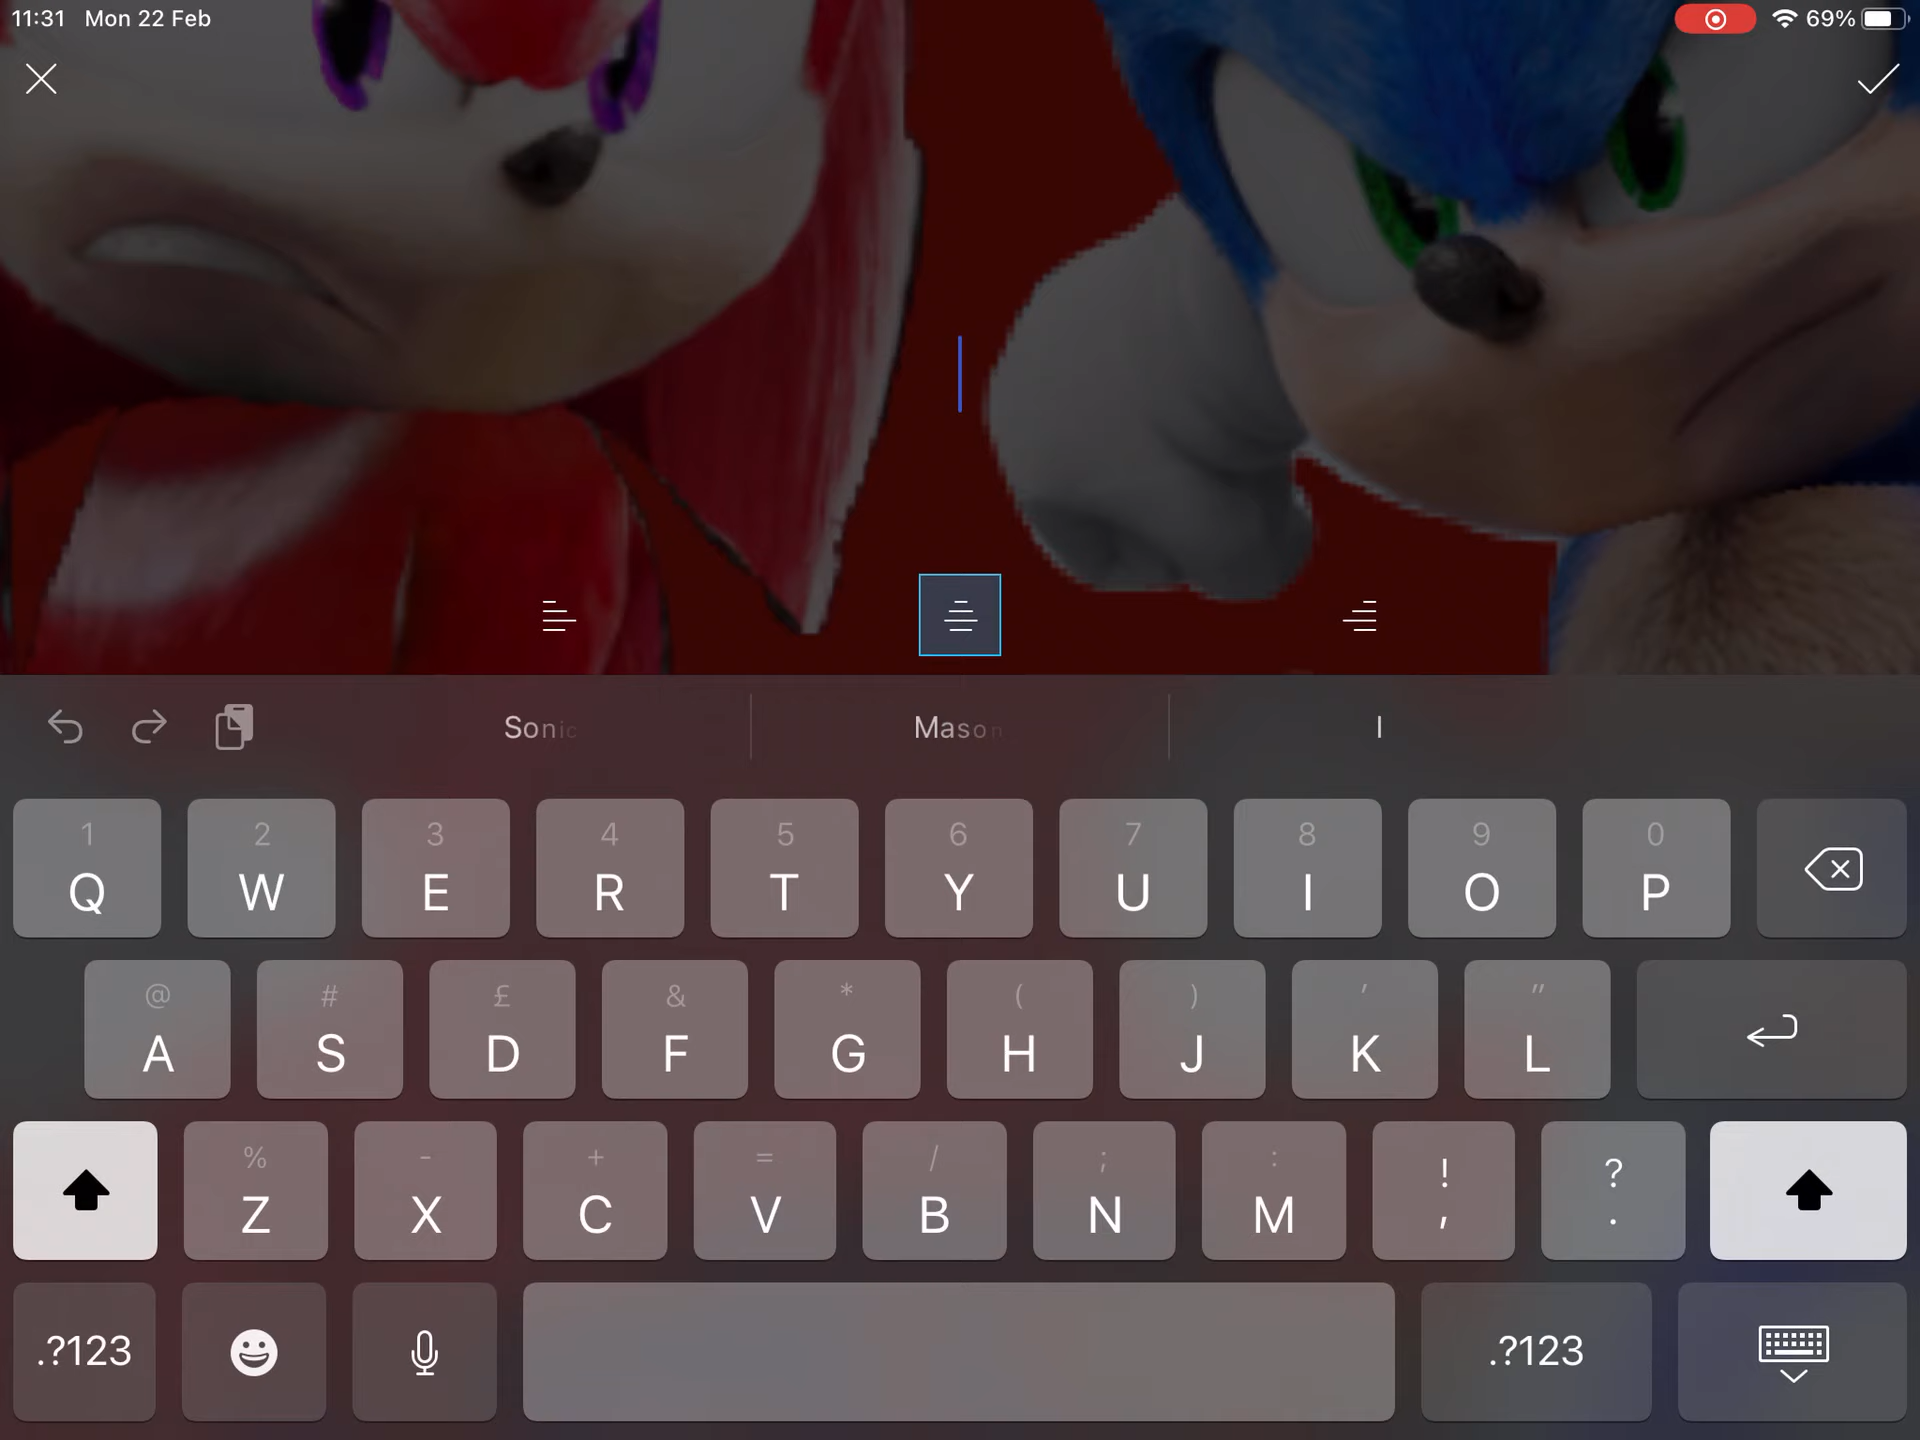 11:31 Mon 22 Feb 69%
Sonic Mason I
1 2 3 4 5 6 7 8 9 0
Q W E R T Y U I O P
@ # £ & * ( ) ' "
A S D F G H J K L
% - + = / ; : ! ?
Z X C V B N M , .
.?123 .?123